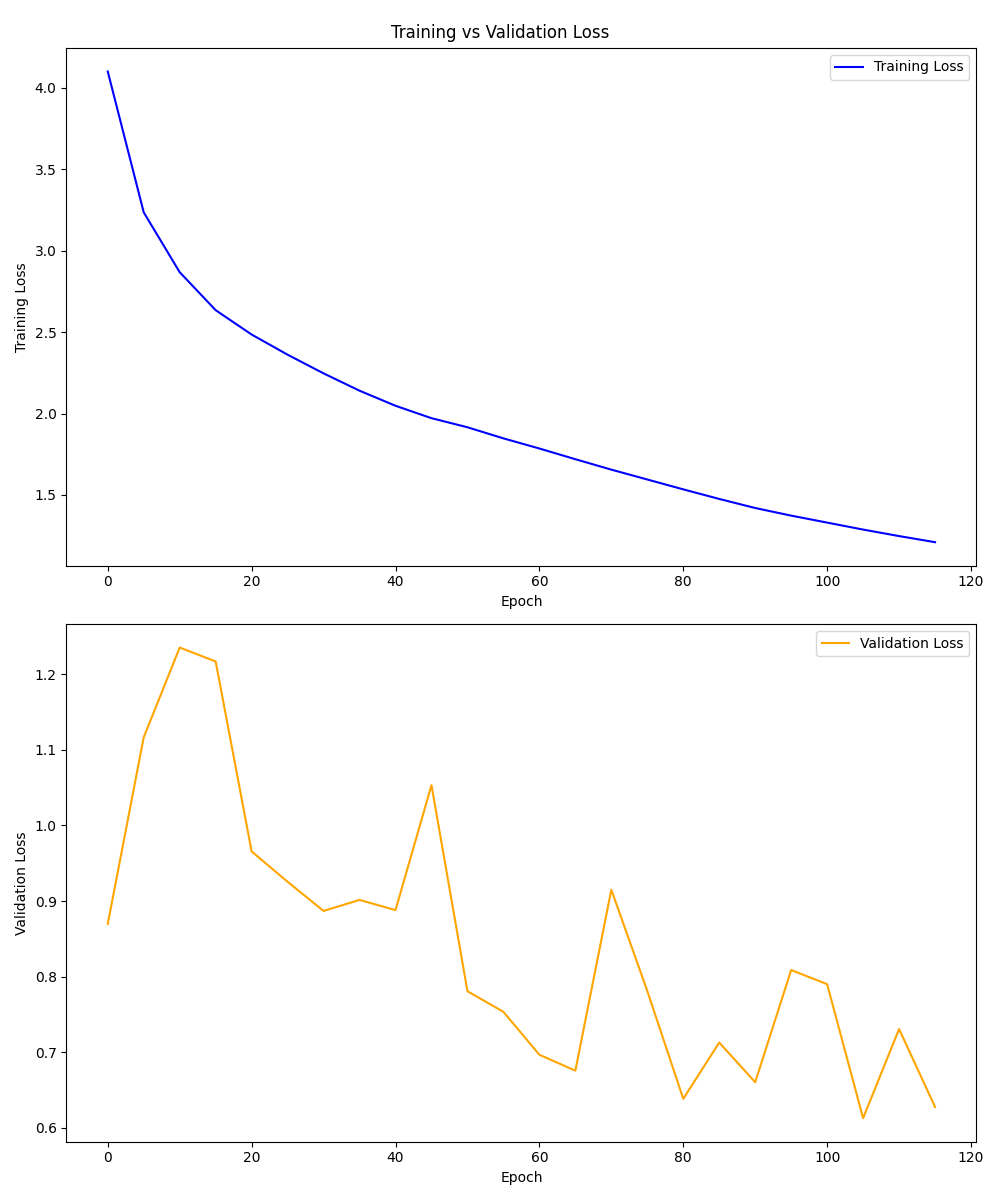 Training vs Validation Loss
Training Loss
4.0
3.5
3.0
2.5
2.0
1.5
Training Loss
0 20 40 60 80 100 120
Epoch
Validation Loss
1.2
1.1
1.0
0.9
0.8
0.7
0.6
Validation Loss
0 20 40 60 80 100 120
Epoch